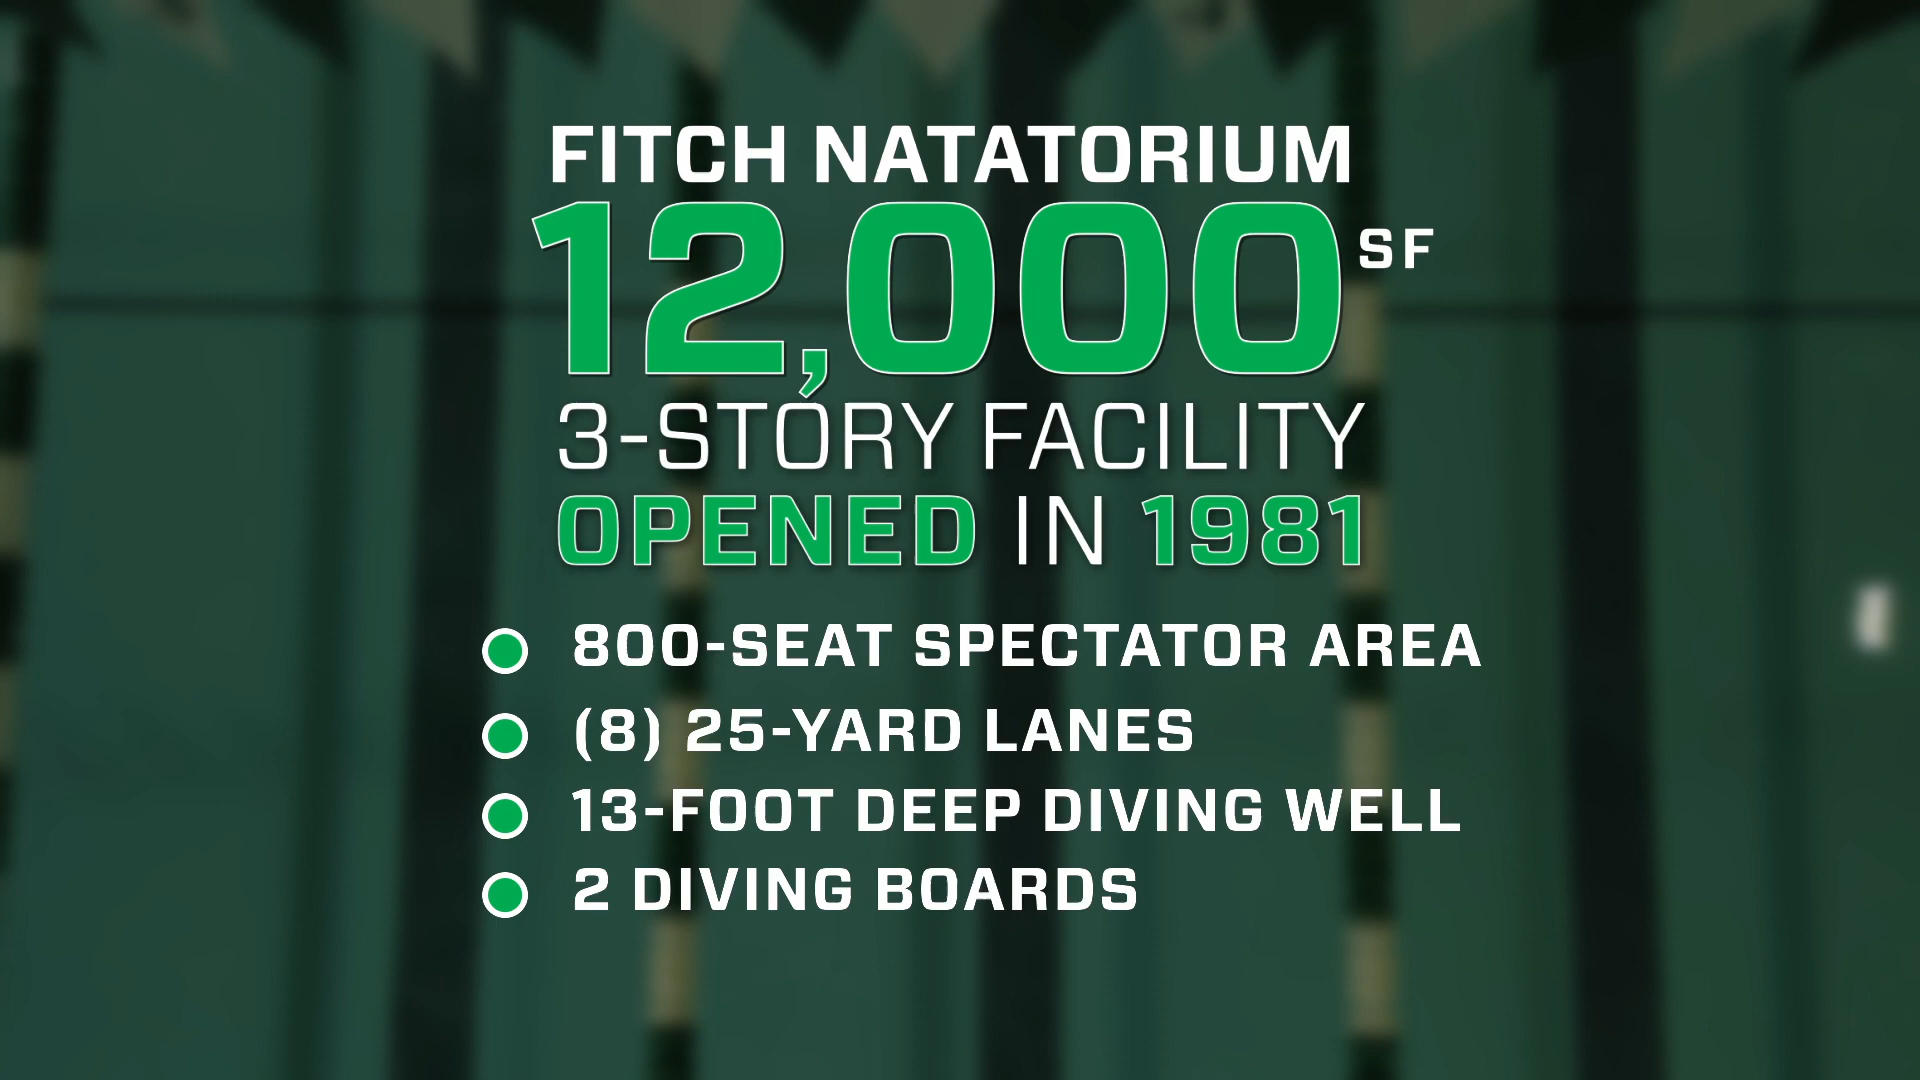 FITCH NATATORIUM
12,000 SF
3-STORY FACILITY
OPENED IN 1981
800-SEAT SPECTATOR AREA
(8) 25-YARD LANES
13-FOOT DEEP DIVING WELL
2 DIVING BOARDS